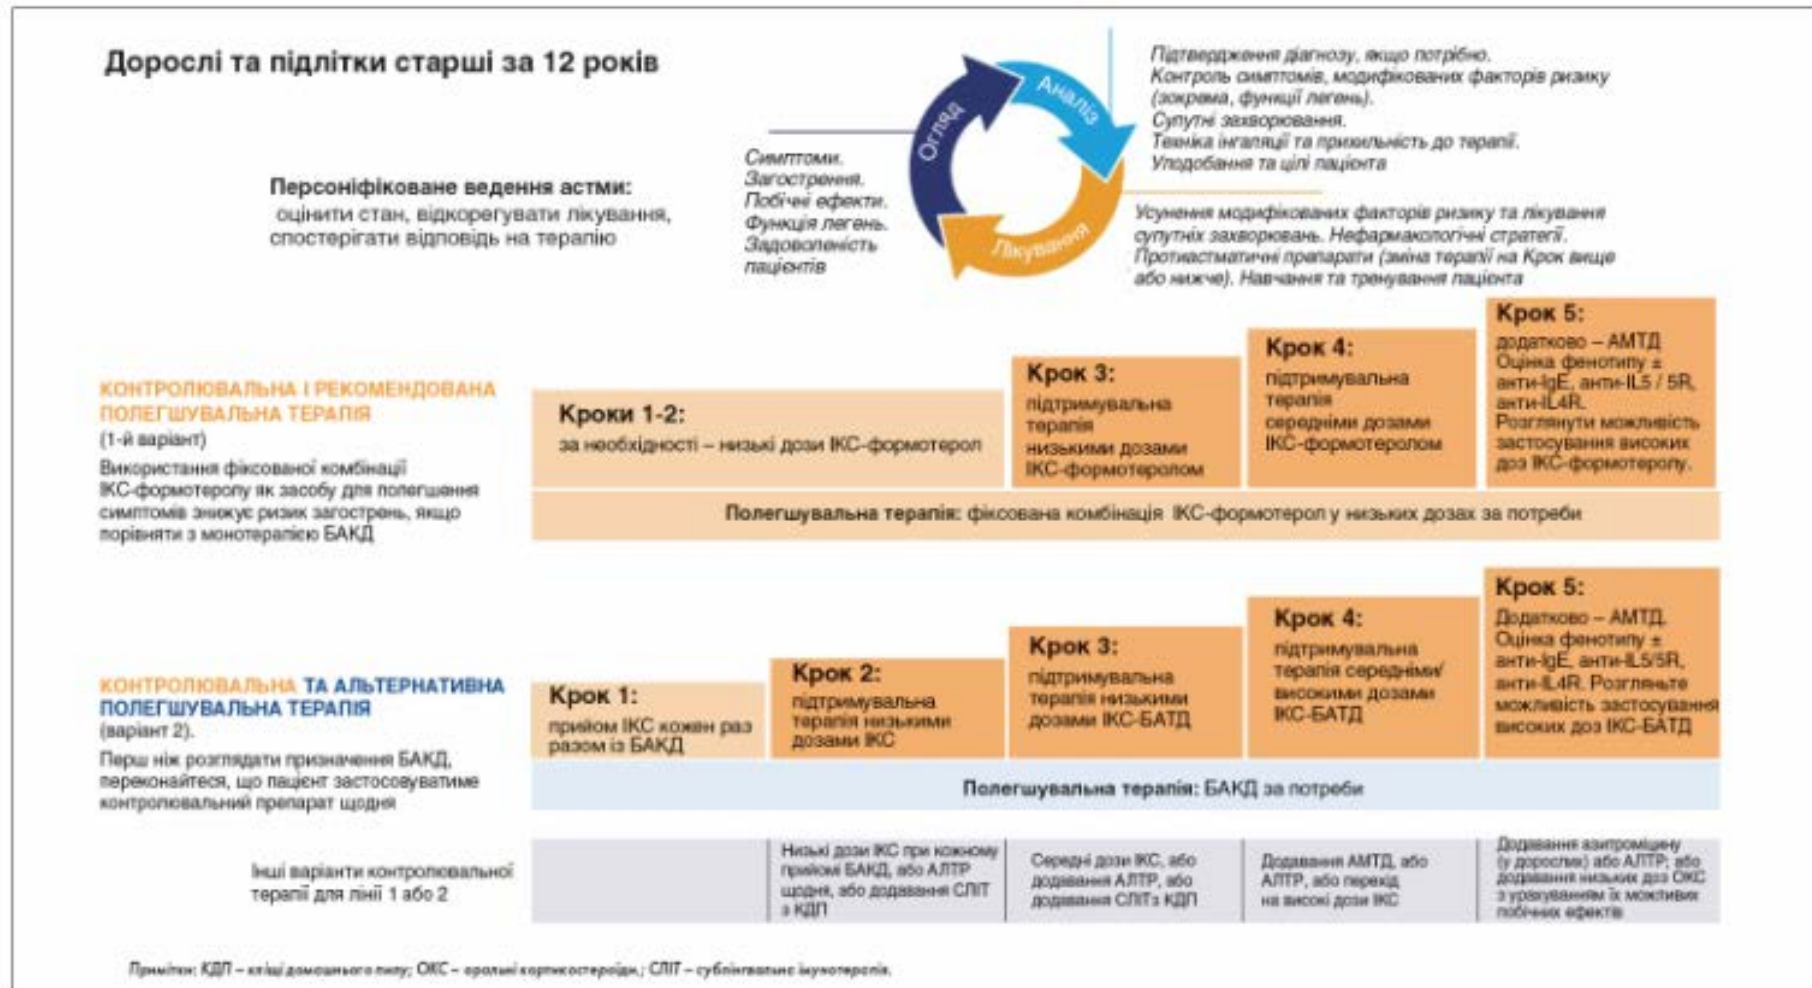 Дорослі та підлітки старші за 12 років
Персоніфіковане ведення астми:
оцінити стан, відкорегувати лікування,
спостерігати відповідь на терапію
Симптоми.
Загострення.
Побічні ефекти.
Функція легень.
Задоволеність
пацієнтів
Огляд
Аналіз
Лікування
Підтвердження діагнозу, якщо потрібно.
Контроль симптомів, модифікованих факторів ризику
(зокрема, функції легень).
Супутні захворювання.
Техніка інгаляції та прихильність до терапії.
Уподобання та цілі пацієнта
Усунення модифікованих факторів ризику та лікування
супутніх захворювань. Нефармакологічні стратегії.
Протиастматичні препарати (зміна терапії на Крок вище
або нижче). Навчання та тренування пацієнта
КОНТРОЛЮВАЛЬНА І РЕКОМЕНДОВАНА
ПОЛЕГШУВАЛЬНА ТЕРАПІЯ
(1-й варіант)
Використання фіксованої комбінації
ІКС-формотеролу як засобу для полегшення
симптомів знижує ризик загострень, якщо
порівняти з монотерапією БАКД
Кроки 1-2:
за необхідності – низькі дози ІКС-формотерол
Крок 3:
підтримувальна
терапія
низькими дозами
ІКС-формотеролом
Крок 4:
підтримувальна
терапія
середніми дозами
ІКС-формотеролом
Крок 5:
додатково – АМТД
Оцінка фенотипу ±
анти-IgE, анти-IL5 / 5R,
анти-IL4R.
Розглянути можливість
застосування високих
доз ІКС-формотеролу.
Полегшувальна терапія: фіксована комбінація ІКС-формотерол у низьких дозах за потреби
КОНТРОЛЮВАЛЬНА ТА АЛЬТЕРНАТИВНА
ПОЛЕГШУВАЛЬНА ТЕРАПІЯ
(варіант 2).
Перш ніж розглядати призначення БАКД,
переконайтеся, що пацієнт застосовуватиме
контролювальний препарат щодня
Крок 1:
прийом ІКС кожен раз
разом із БАКД
Крок 2:
підтримувальна
терапія низькими
дозами ІКС
Крок 3:
підтримувальна
терапія низькими
дозами ІКС-БАТД
Крок 4:
підтримувальна
терапія середніми/
високими дозами
ІКС-БАТД
Крок 5:
Додатково – АМТД.
Оцінка фенотипу ±
анти-IgE, анти-IL5/5R,
анти-IL4R. Розгляньте
можливість застосування
високих доз ІКС-БАТД
Полегшувальна терапія: БАКД за потреби
Інші варіанти контролювальної
терапії для лінії 1 або 2
Низькі дози ІКС при кожному
прийомі БАКД, або АЛТР
щодня, або додавання СЛІТ
з КДП
Середні дози ІКС, або
додавання АЛТР, або
додавання СЛІТз КДП
Додавання АМТД, або
АЛТР, або перехід
на високі дози ІКС
Додавання азитроміцину
(у дорослих) або АЛТР; або
додавання низьких доз ОКС
з урахуванням їх можливих
побічних ефектів
Примітки: КДП – кліщі домашнього пилу; ОКС – оральні кортикостероїди.; СЛІТ – сублінгвальна імунотерапія.